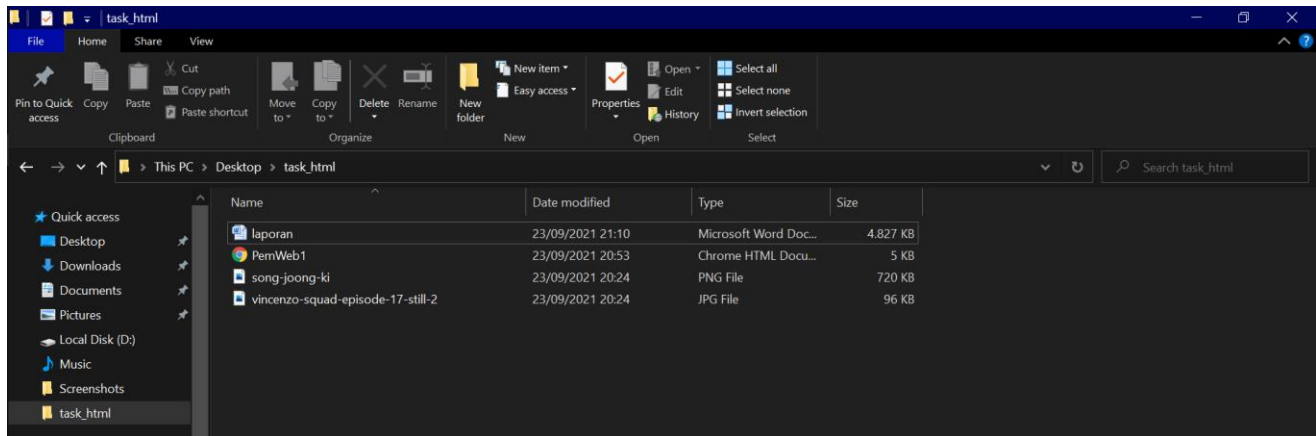 task_html
File Home Share View
Pin to Quick access
Copy
Paste
Cut
Copy path
Paste shortcut
Clipboard
Move to
Copy to
Delete
Rename
Organize
New folder
New item
Easy access
New
Properties
Open
Edit
History
Open
Select all
Select none
Invert selection
Select
This PC > Desktop > task_html
Search task_html
Quick access
Desktop
Downloads
Documents
Pictures
Local Disk (D:)
Music
Screenshots
task_html
Name Date modified Type Size
laporan 23/09/2021 21:10 Microsoft Word Doc... 4.827 KB
PemWeb1 23/09/2021 20:53 Chrome HTML Docu... 5 KB
song-joong-ki 23/09/2021 20:24 PNG File 720 KB
vincenzo-squad-episode-17-still-2 23/09/2021 20:24 JPG File 96 KB